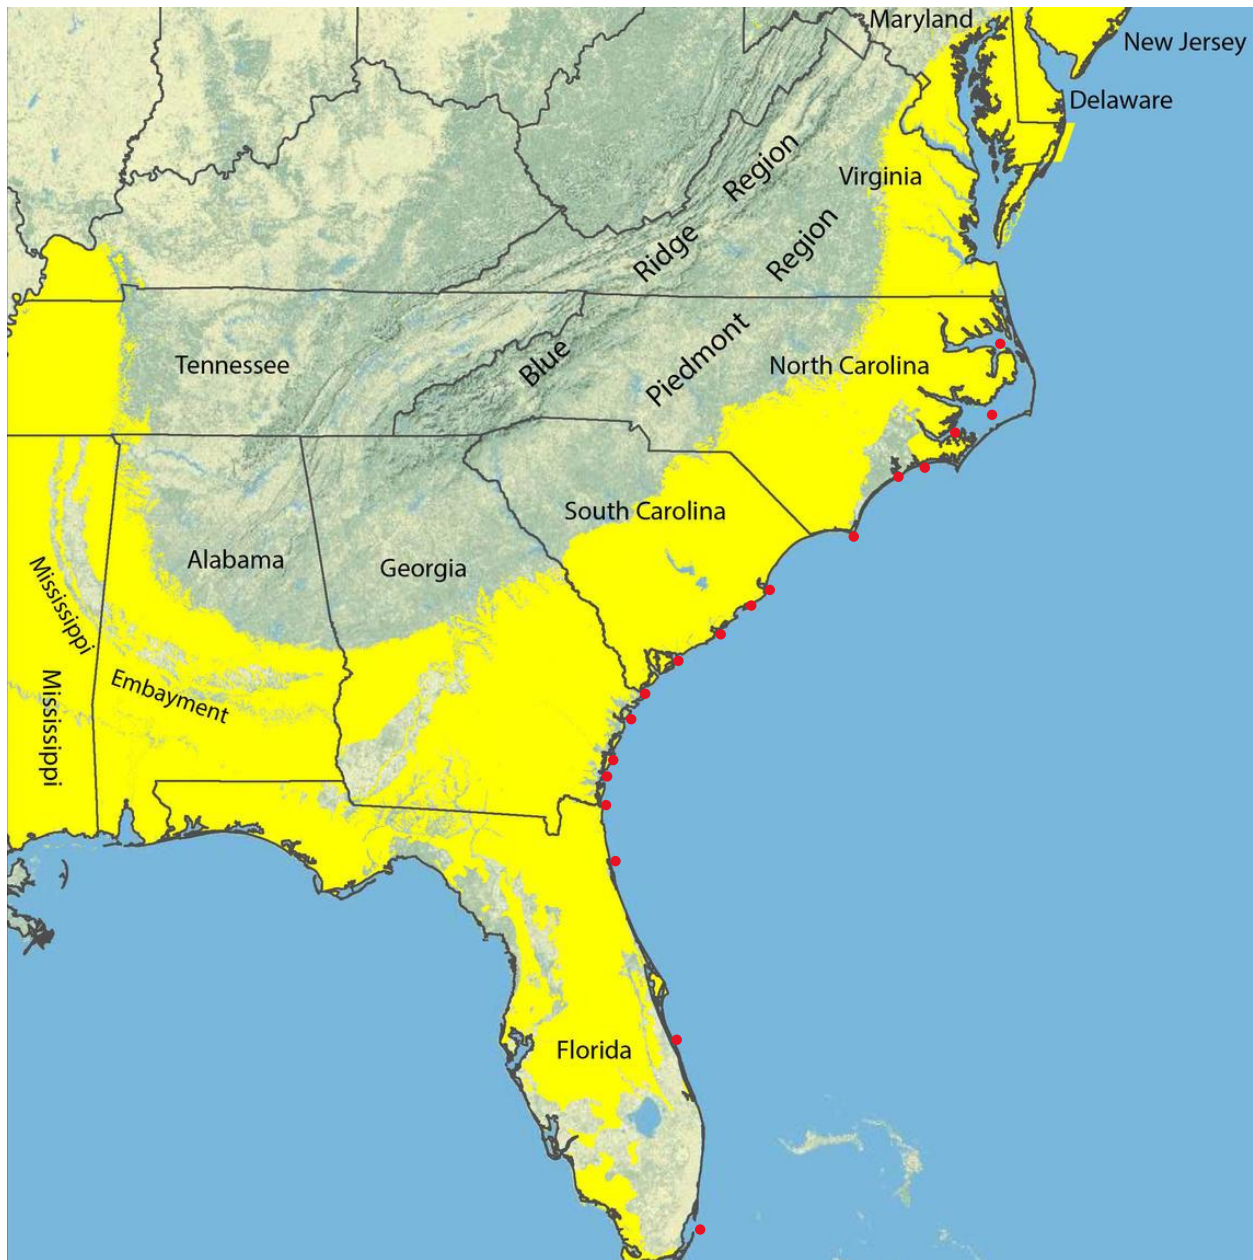 Maryland
New Jersey
Delaware
Virginia
Blue Ridge Region
Piedmont Region
Tennessee
North Carolina
South Carolina
Alabama
Georgia
Mississippi Embayment
Mississippi
Florida